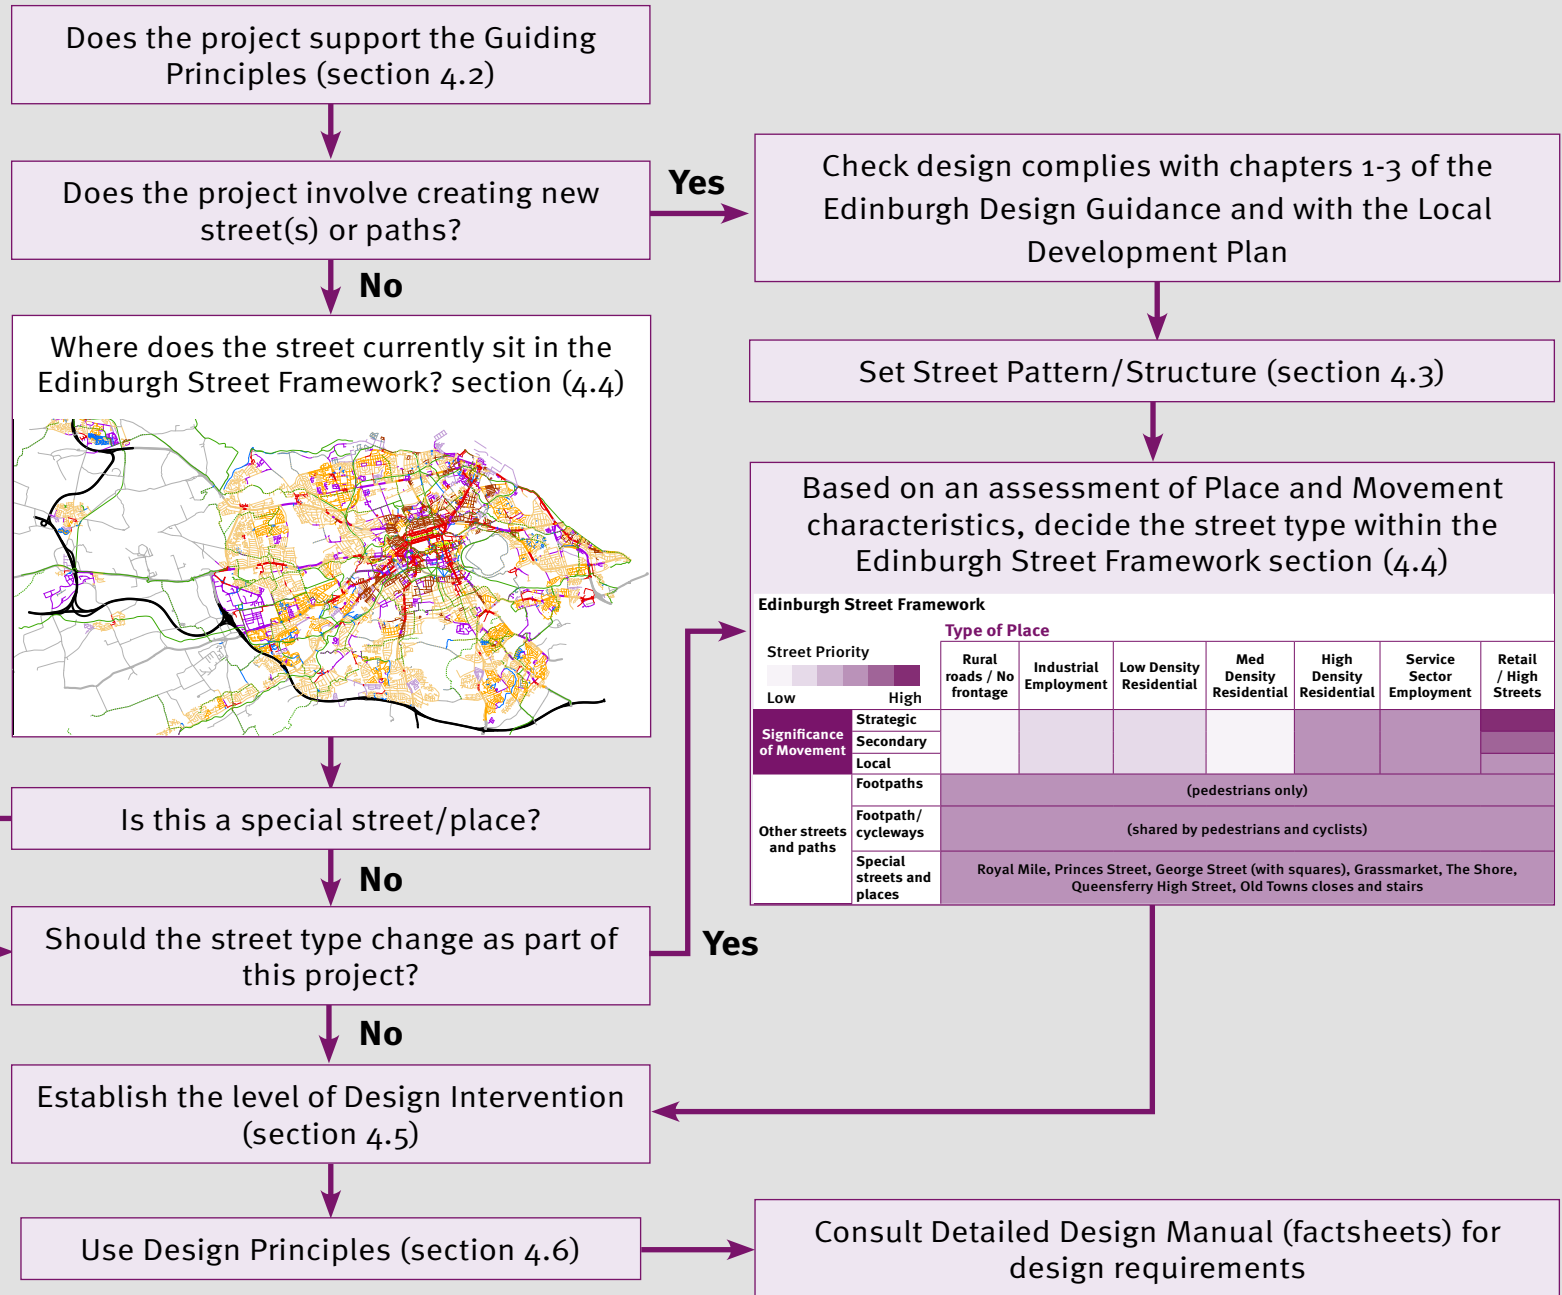 Does the project support the Guiding
Principles (section 4.2)
Does the project involve creating new
street(s) or paths?
Yes
Check design complies with chapters 1-3 of the
Edinburgh Design Guidance and with the Local
Development Plan
No
Where does the street currently sit in the
Edinburgh Street Framework? section (4.4)
Set Street Pattern/Structure (section 4.3)
Based on an assessment of Place and Movement
characteristics, decide the street type within the
Edinburgh Street Framework section (4.4)
Edinburgh Street Framework
Type of Place
Street Priority
Low
High
Rural
roads / No
frontage
Industrial
Employment
Low Density
Residential
Med
Density
Residential
High
Density
Residential
Service
Sector
Employment
Retail
/ High
Streets
Significance
of Movement
Strategic
Secondary
Local
Other streets
and paths
Footpaths
(pedestrians only)
Footpath/
cycleways
(shared by pedestrians and cyclists)
Special
streets and
places
Royal Mile, Princes Street, George Street (with squares), Grassmarket, The Shore,
Queensferry High Street, Old Towns closes and stairs
Is this a special street/place?
No
Should the street type change as part of
this project?
Yes
No
Establish the level of Design Intervention
(section 4.5)
Use Design Principles (section 4.6)
Consult Detailed Design Manual (factsheets) for
design requirements